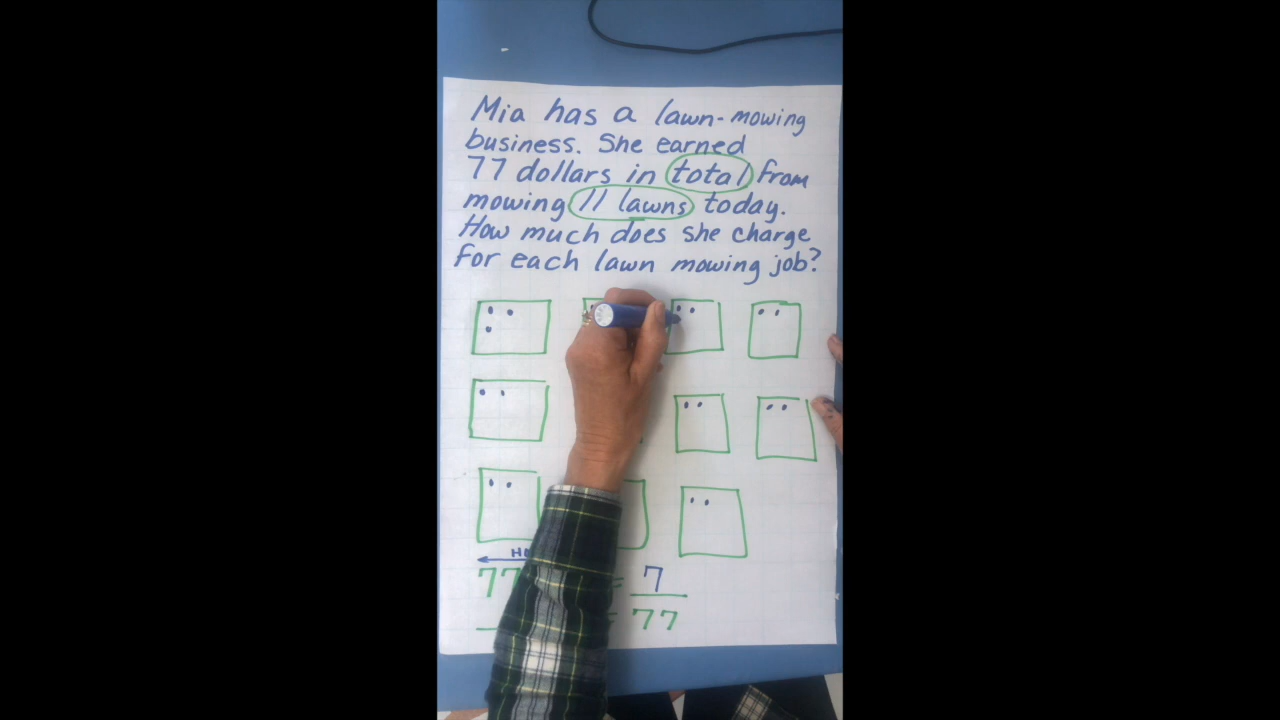 Mia has a lawn-mowing
business. She earned
77 dollars in total from
mowing 11 lawns today.
How much does she charge
for each lawn mowing job?
77 = 7
= 77